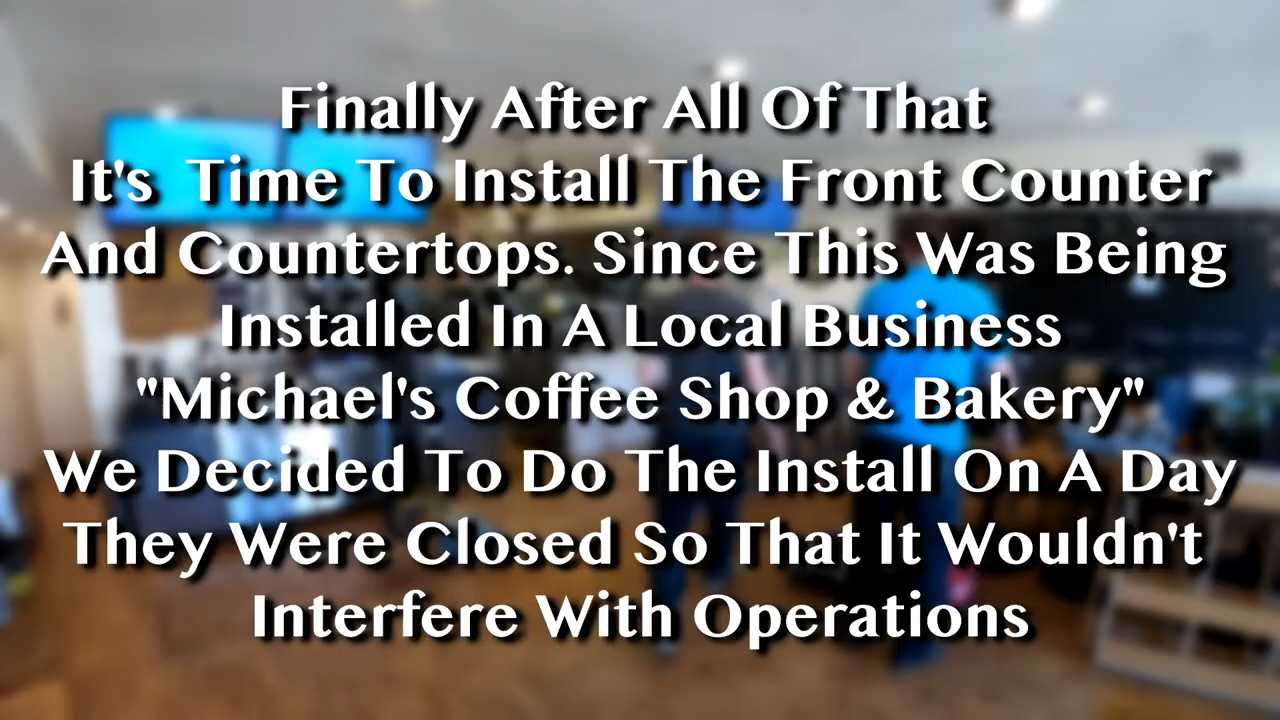 Finally After All Of That
It's  Time To Install The Front Counter
And Countertops. Since This Was Being
Installed In A Local Business
"Michael's Coffee Shop & Bakery"
We Decided To Do The Install On A Day
They Were Closed So That It Wouldn't
Interfere With Operations